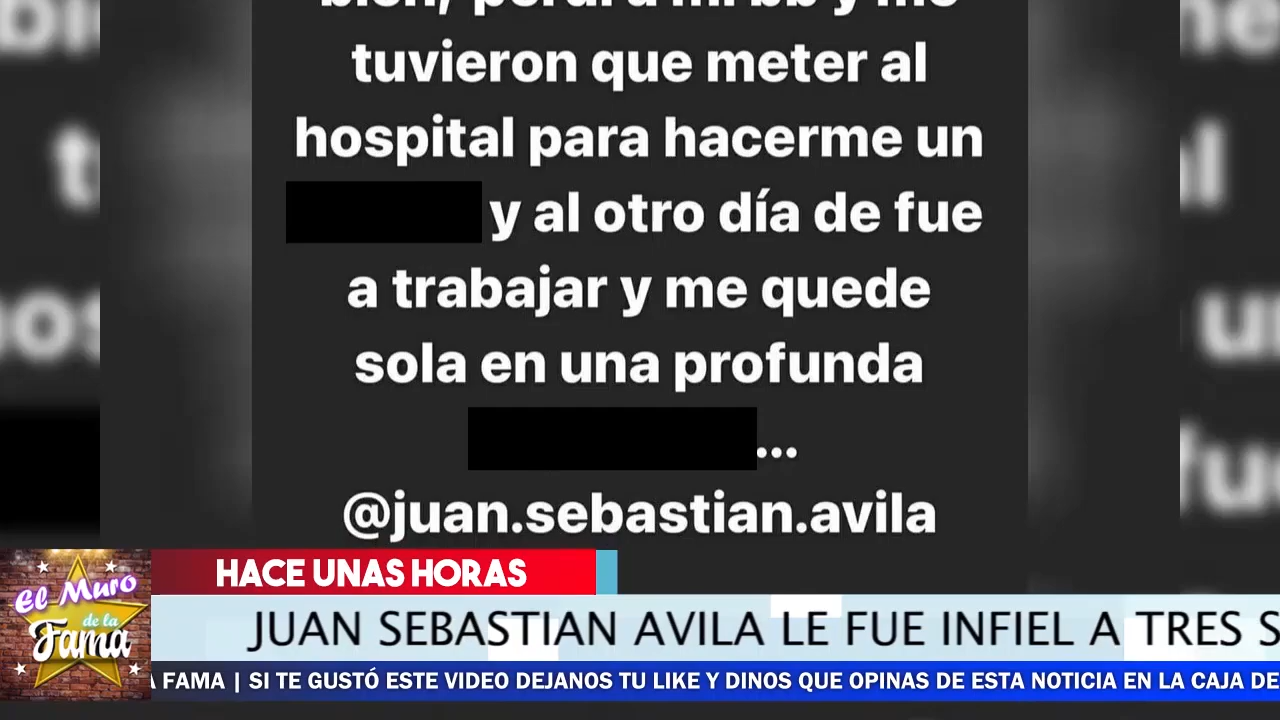 tuvieron que meter al
hospital para hacerme un
y al otro día de fue
a trabajar y me quede
sola en una profunda
...
@juan.sebastian.avila
HACE UNAS HORAS
El Muro
de la
Fama
JUAN SEBASTIAN AVILA LE FUE INFIEL A TRES S
A FAMA | SI TE GUSTÓ ESTE VIDEO DEJANOS TU LIKE Y DINOS QUE OPINAS DE ESTA NOTICIA EN LA CAJA DE